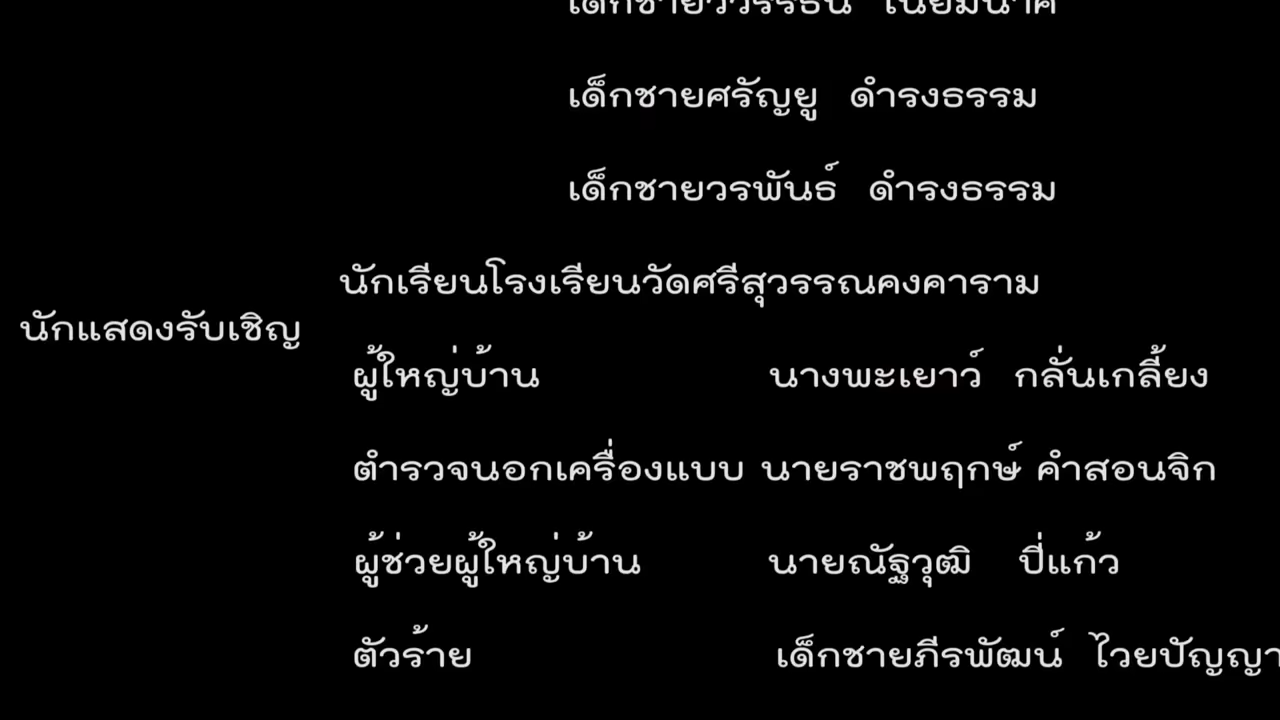 เด็กชายศรัญยู ดำรงธรรม
เด็กชายวรพันธ์ ดำรงธรรม
นักเรียนโรงเรียนวัดศรีสุวรรณคงคาราม
นักแสดงรับเชิญ
ผู้ใหญ่บ้าน นางพะเยาว์ กลั่นเกลี้ยง
ตำรวจนอกเครื่องแบบ นายราชพฤกษ์ คำสอนจิก
ผู้ช่วยผู้ใหญ่บ้าน นายณัฐวุฒิ ปี่แก้ว
ตัวร้าย เด็กชายภีรพัฒน์ ไวยปัญญา